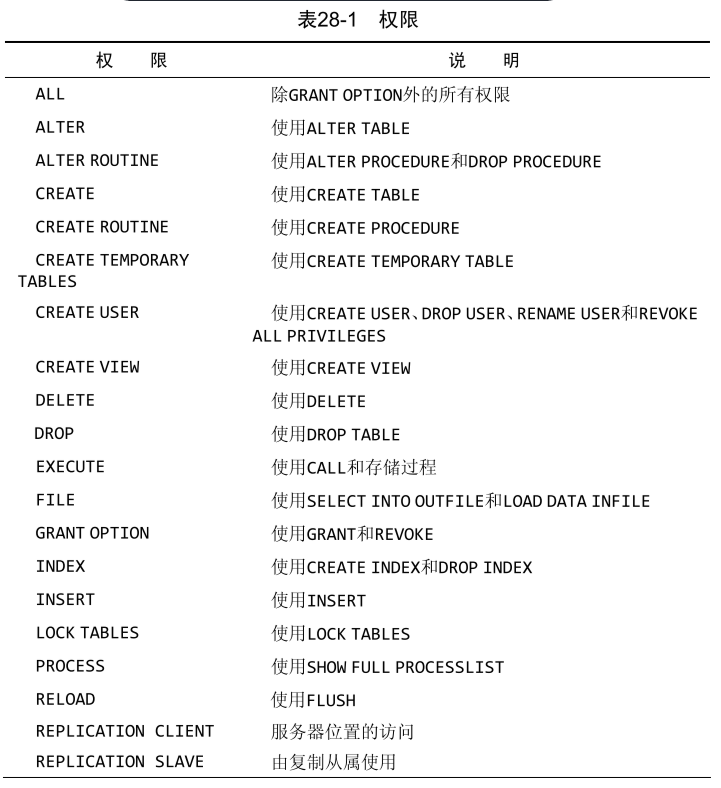 表28-1 权限
权 限 说 明
ALL 除GRANT OPTION外的所有权限
ALTER 使用ALTER TABLE
ALTER ROUTINE 使用ALTER PROCEDURE和DROP PROCEDURE
CREATE 使用CREATE TABLE
CREATE ROUTINE 使用CREATE PROCEDURE
CREATE TEMPORARY 使用CREATE TEMPORARY TABLE
TABLES
CREATE USER 使用CREATE USER、DROP USER、RENAME USER和REVOKE
ALL PRIVILEGES
CREATE VIEW 使用CREATE VIEW
DELETE 使用DELETE
DROP 使用DROP TABLE
EXECUTE 使用CALL和存储过程
FILE 使用SELECT INTO OUTFILE和LOAD DATA INFILE
GRANT OPTION 使用GRANT和REVOKE
INDEX 使用CREATE INDEX和DROP INDEX
INSERT 使用INSERT
LOCK TABLES 使用LOCK TABLES
PROCESS 使用SHOW FULL PROCESSLIST
RELOAD 使用FLUSH
REPLICATION CLIENT 服务器位置的访问
REPLICATION SLAVE 由复制从属使用